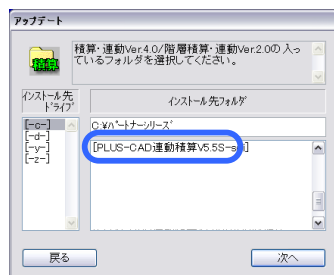 アップデート
積算・連動Ver4.0/階層積算・連動Ver.2.0の入っ
ているフォルダを選択してください。
積算
インストール先
ドライブ
インストール先フォルダ
[-c-]
[-d-]
[-y-]
[-z-]
C:¥パートナーシリーズ
[PLUS-CAD連動積算V5.5S-
戻る
次へ